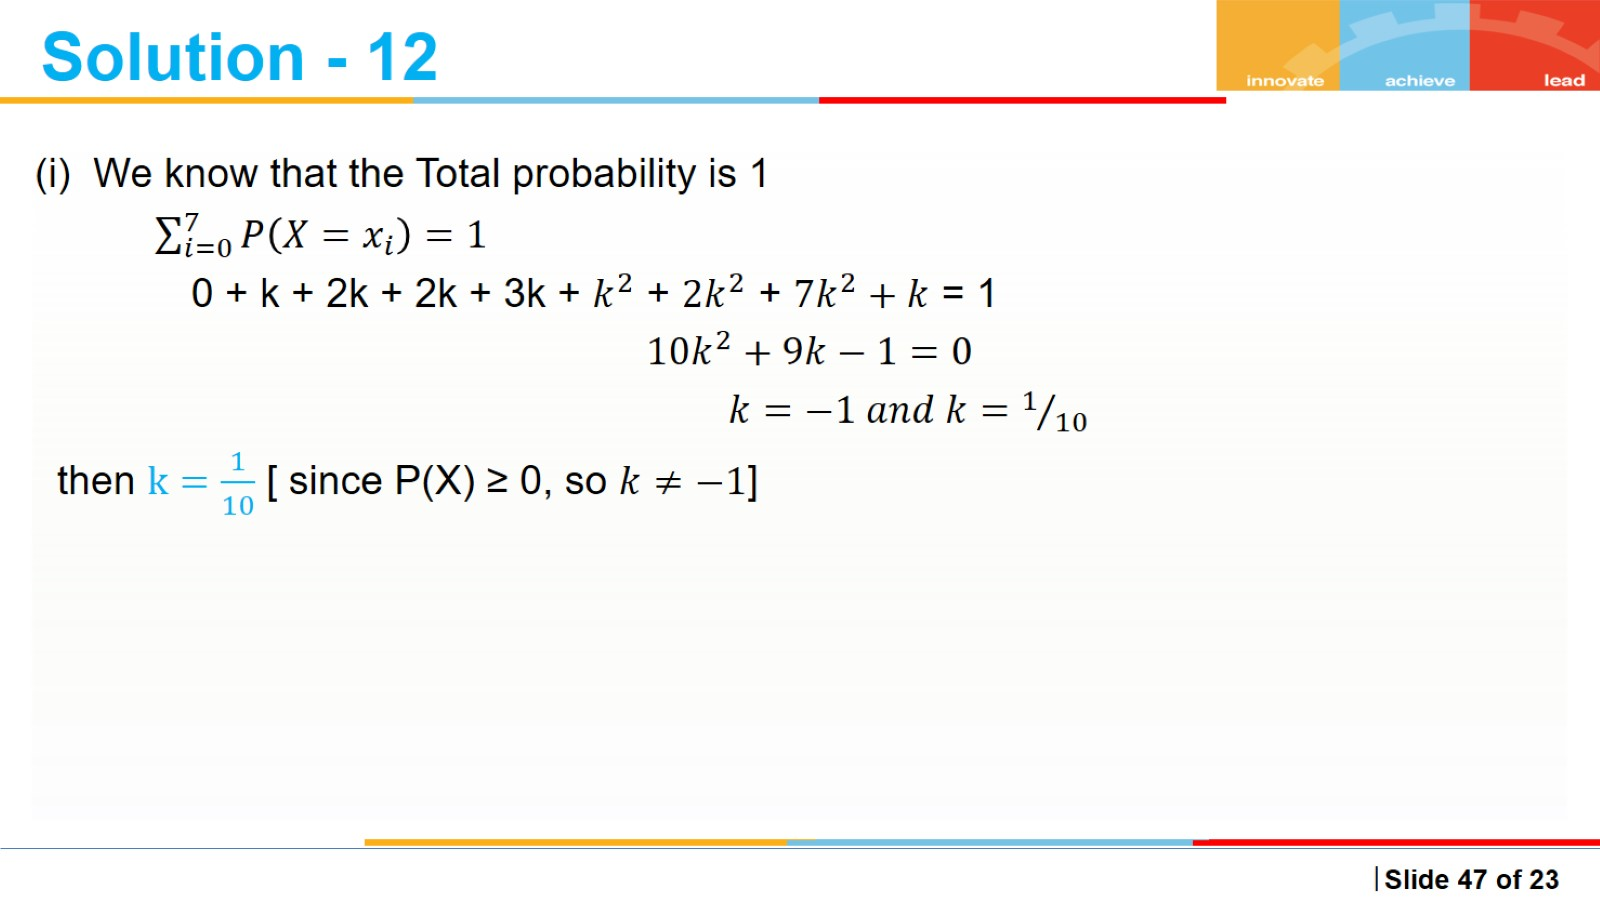 Solution - 12
innovate achieve lead
(i) We know that the Total probability is 1
∑_{i=0}^{7} P(X = x_i) = 1
0 + k + 2k + 2k + 3k + k² + 2k² + 7k² + k = 1
10k² + 9k − 1 = 0
k = −1 and k = 1/10
then k = 1/10 [ since P(X) ≥ 0, so k ≠ −1]
Slide 47 of 23